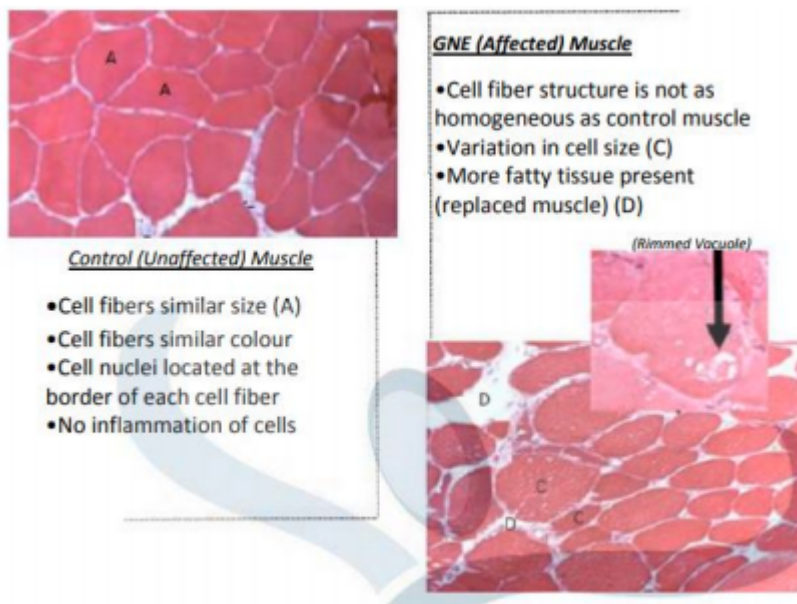 A
A
Control (Unaffected) Muscle
•Cell fibers similar size (A)
•Cell fibers similar colour
•Cell nuclei located at the
border of each cell fiber
•No inflammation of cells
GNE (Affected) Muscle
•Cell fiber structure is not as
homogeneous as control muscle
•Variation in cell size (C)
•More fatty tissue present
(replaced muscle) (D)
(Rimmed Vacuole)
D
C
D
C